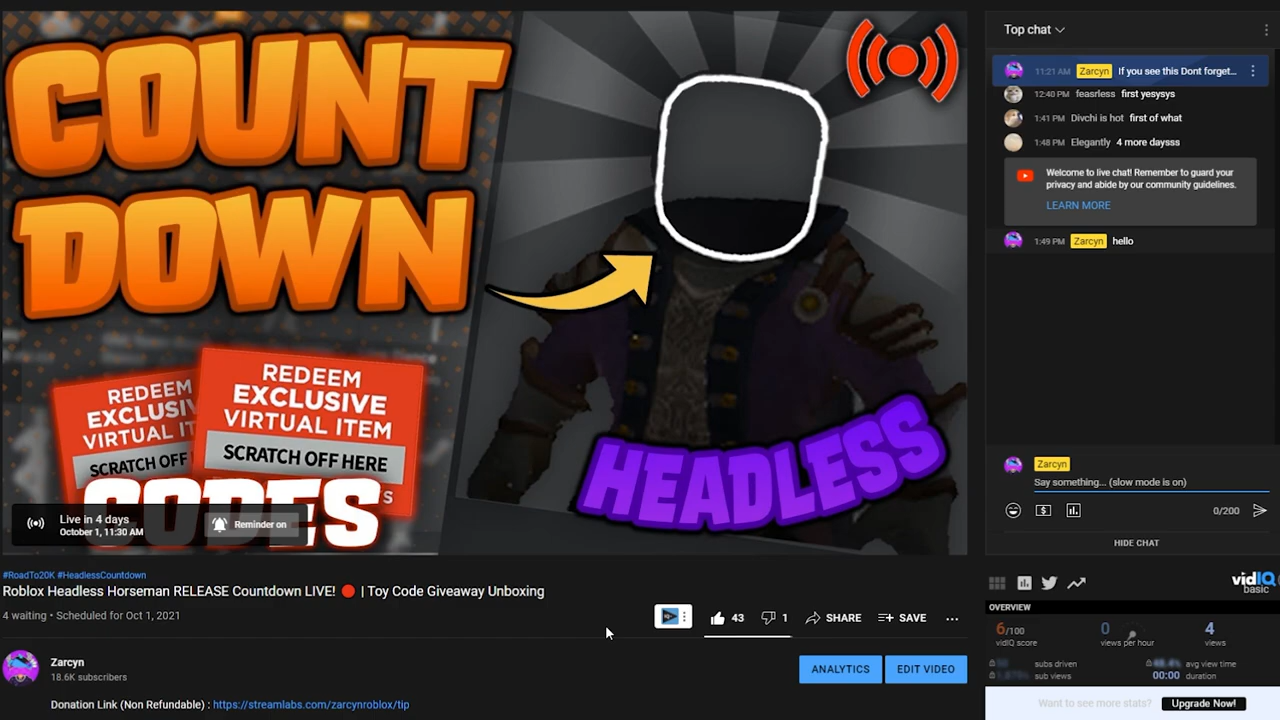 COUNT
DOWN
HEADLESS
REDEEM
EXCLUSIV
VIRTUAL IT
SCRATCH OFF
REDEEM
EXCLUSIVE
VIRTUAL ITEM
SCRATCH OFF HERE
CODES
Live in 4 days
October 1, 11:30 AM
Reminder on
#RoadTo20K #HeadlessCountdown
Roblox Headless Horseman RELEASE Countdown LIVE! 🔴 | Toy Code Giveaway Unboxing
4 waiting • Scheduled for Oct 1, 2021
43
1
SHARE
SAVE
Zarcyn
18.6K subscribers
ANALYTICS
EDIT VIDEO
Donation Link (Non Refundable) : https://streamlabs.com/zarcynroblox/tip
Top chat
11:21 AM Zarcyn If you see this Dont forget...
12:40 PM feasrless first yesysys
1:41 PM Divchi is hot first of what
1:48 PM Elegantly 4 more daysss
Welcome to live chat! Remember to guard your
privacy and abide by our community guidelines.
LEARN MORE
1:49 PM Zarcyn hello
Zarcyn
Say something... (slow mode is on)
0/200
HIDE CHAT
vidIQ
basic
OVERVIEW
6/100
vidIQ score
0
views per hour
4
views
subs driven
avg view time
sub views
00:00 duration
Want to see more stats?
Upgrade Now!